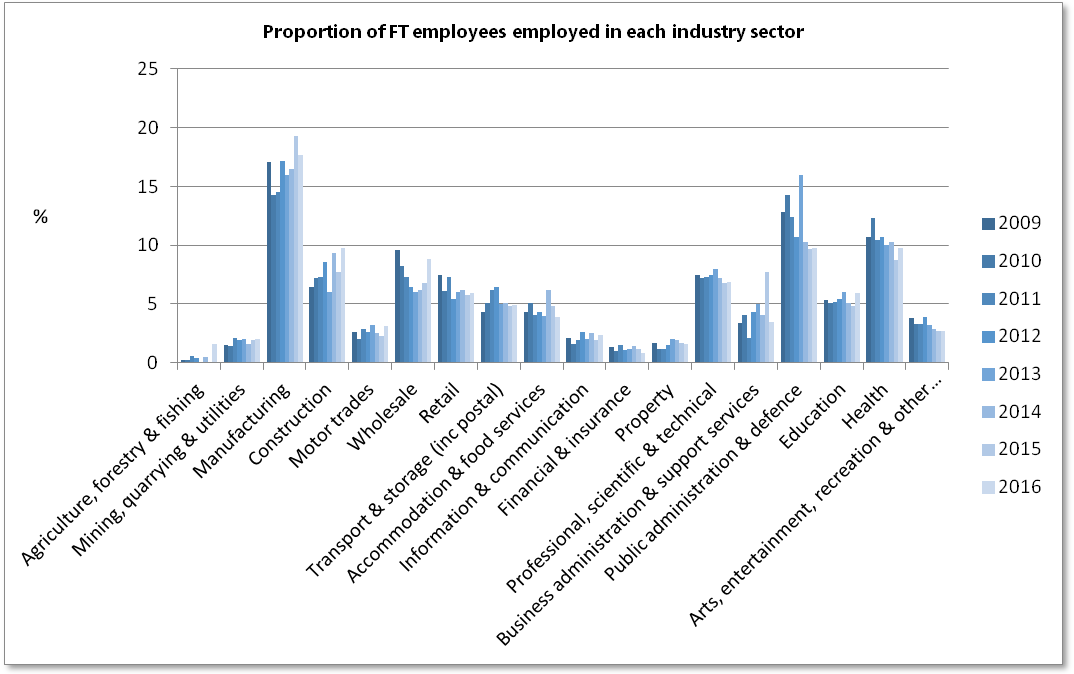 Proportion of FT employees employed in each industry sector
25
20
15
10
5
0
%
Agriculture, forestry & fishing
Mining, quarrying & utilities
Manufacturing
Construction
Motor trades
Wholesale
Retail
Transport & storage (inc postal)
Accommodation & food services
Information & communication
Financial & insurance
Property
Professional, scientific & technical
Business administration & support services
Public administration & defence
Education
Health
Arts, entertainment, recreation & other...
2009
2010
2011
2012
2013
2014
2015
2016